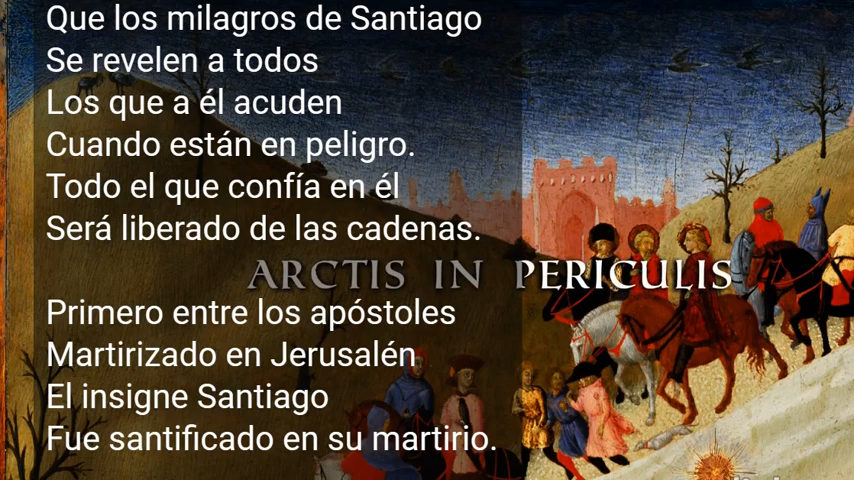 Que los milagros de Santiago
Se revelen a todos
Los que a él acuden
Cuando están en peligro.
Todo el que confía en él
Será liberado de las cadenas.
ARCTIS IN PERICULIS
Primero entre los apóstoles
Martirizado en Jerusalén
El insigne Santiago
Fue santificado en su martirio.